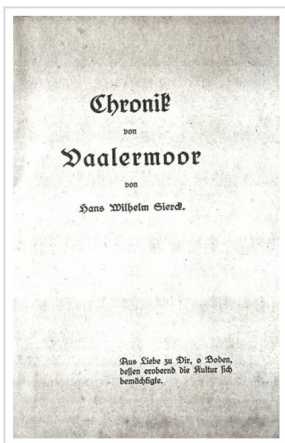 Chronik
von
Vaalermoor
von
Hans Wilhelm Sierck.
Aus Liebe zu Dir, o Boden,
dessen erobernd die Kultur sich
bemächtigte.